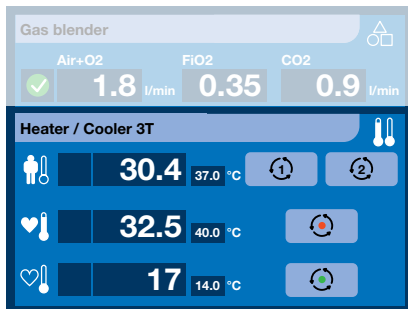 Gas blender
Air+O2 FiO2 CO2
1.8 l/min 0.35 0.9 l/min
Heater / Cooler 3T
30.4 37.0 °C 1 2
32.5 40.0 °C
17 14.0 °C